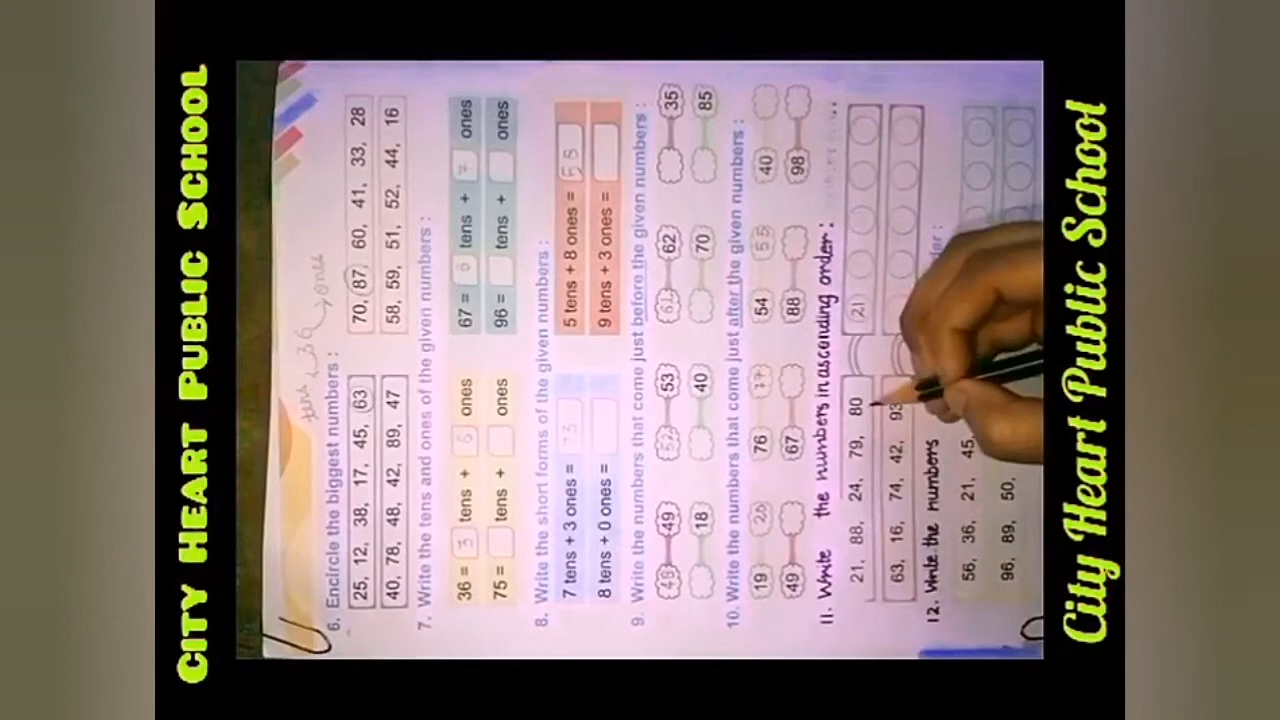 CITY HEART PUBLIC SCHOOL
tens 36 → ones
6. Encircle the biggest numbers :
25, 12, 38, 17, 45, 63 70, 87, 60, 41, 33, 28
40, 78, 48, 42, 89, 47 58, 59, 51, 52, 44, 16
7. Write the tens and ones of the given numbers :
36 = 3 tens + 6 ones 67 = 6 tens + 7 ones
75 = tens + ones 96 = tens + ones
8. Write the short forms of the given numbers :
7 tens + 3 ones = 73 5 tens + 8 ones = 58
8 tens + 0 ones = 9 tens + 3 ones =
9. Write the numbers that come just before the given numbers :
48 49 52 53 61 62 35
18 40 70 85
10. Write the numbers that come just after the given numbers :
19 20 76 77 54 55 40
49 67 88 98
11. Write the numbers in ascending order :
21, 88, 24, 79, 80 21
63, 16, 74, 42, 93
12. Write the numbers der :
56, 36, 21, 45,
96, 89, 50,
City Heart Public School